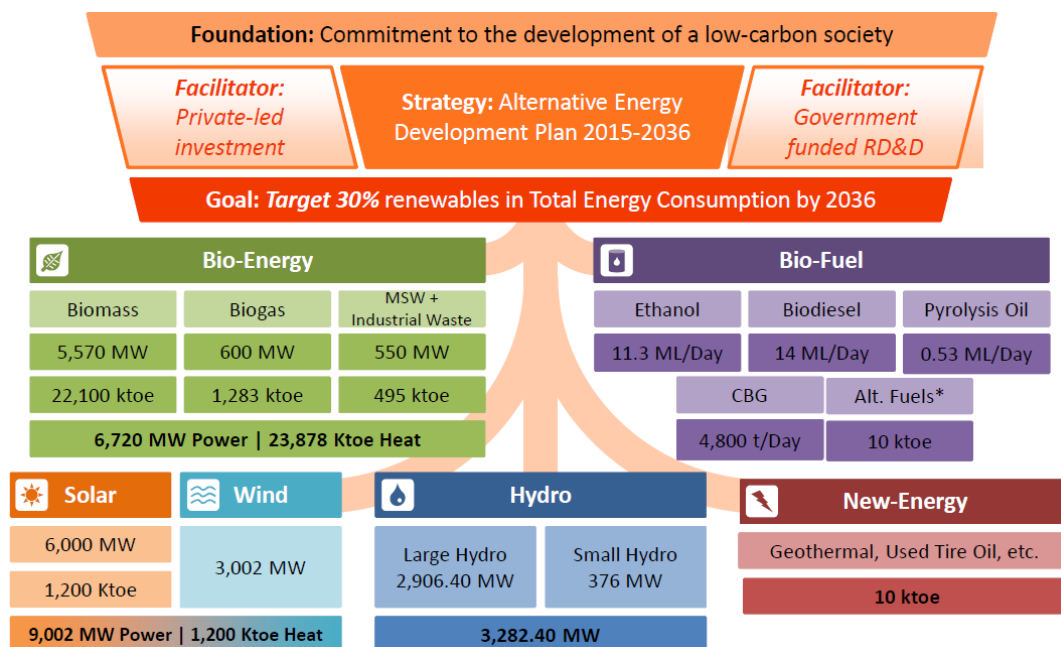 Foundation: Commitment to the development of a low-carbon society
Facilitator:
Private-led
investment
Strategy: Alternative Energy
Development Plan 2015-2036
Facilitator:
Government
funded RD&D
Goal: Target 30% renewables in Total Energy Consumption by 2036
Bio-Energy
Biomass
Biogas
MSW +
Industrial Waste
5,570 MW
600 MW
550 MW
22,100 ktoe
1,283 ktoe
495 ktoe
6,720 MW Power | 23,878 Ktoe Heat
Bio-Fuel
Ethanol
Biodiesel
Pyrolysis Oil
11.3 ML/Day
14 ML/Day
0.53 ML/Day
CBG
Alt. Fuels*
4,800 t/Day
10 ktoe
Solar
6,000 MW
1,200 Ktoe
Wind
3,002 MW
9,002 MW Power | 1,200 Ktoe Heat
Hydro
Large Hydro
2,906.40 MW
Small Hydro
376 MW
3,282.40 MW
New-Energy
Geothermal, Used Tire Oil, etc.
10 ktoe